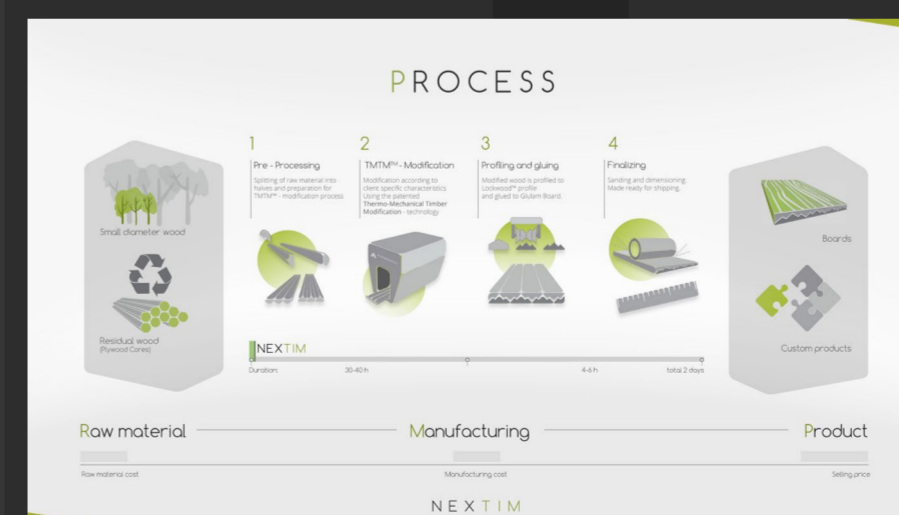 PROCESS
1
Pre - Processing
Splitting of raw material into
halves and preparation for
TMTM™ - modification process
2
TMTM™ - Modification
Modification according to
client specific characteristics
Using the patented
Thermo-Mechanical Timber
Modification - technology
3
Profiling and gluing
Modified wood is profiled to
Lockwood™ profile
and glued to Glulam Board.
4
Finalizing
Sanding and dimensioning.
Made ready for shipping.
Small diameter wood
Residual wood
(Plywood Cores)
Boards
Custom products
NEXTIM
Duration: 30-40 h 4-6 h total 2 days
Raw material Manufacturing Product
Raw material cost Manufacturing cost Selling price
NEXTIM